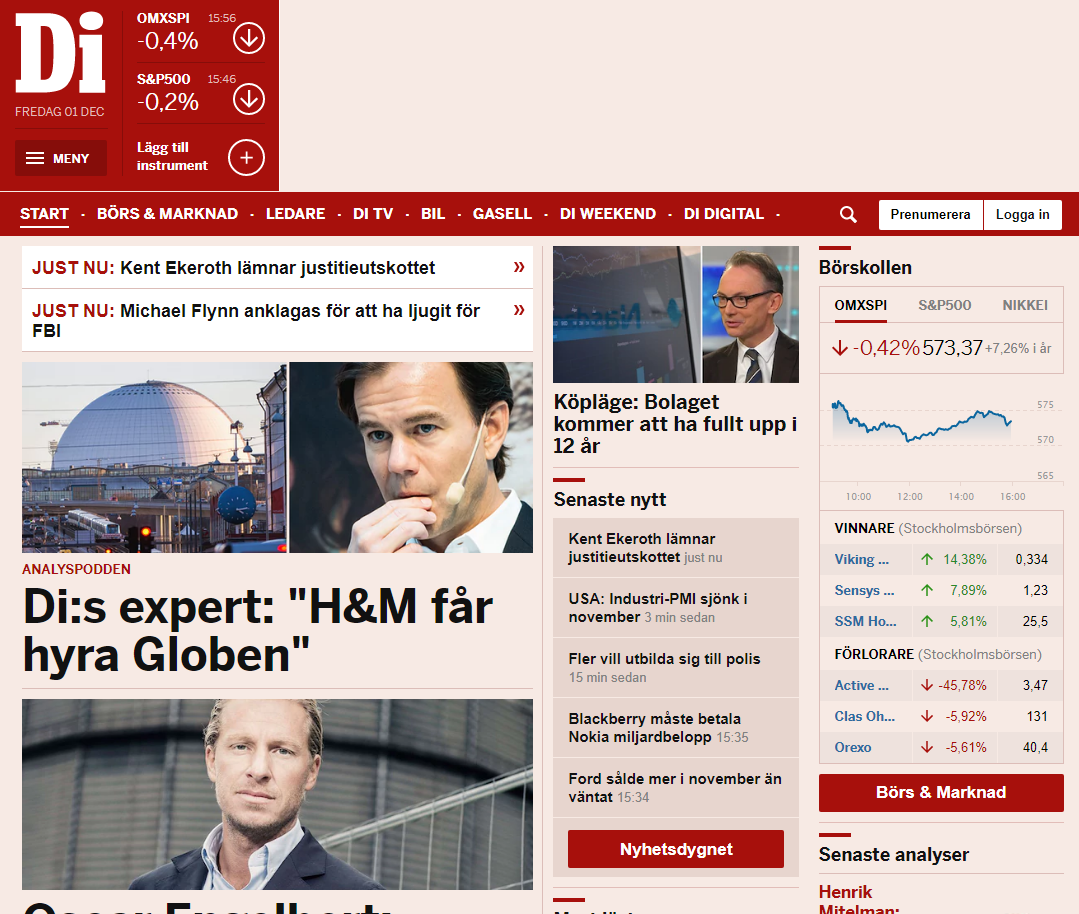 Di
FREDAG 01 DEC
MENY
OMXSPI 15:56
-0,4%
S&P500 15:46
-0,2%
Lägg till
instrument
START - BÖRS & MARKNAD - LEDARE - DI TV - BIL - GASELL - DI WEEKEND - DI DIGITAL -
Prenumerera
Logga in
JUST NU: Kent Ekeroth lämnar justitieutskottet »
JUST NU: Michael Flynn anklagas för att ha ljugit för »
FBI
ANALYSPODDEN
Di:s expert: "H&M får
hyra Globen"
Köpläge: Bolaget
kommer att ha fullt upp i
12 år
Senaste nytt
Kent Ekeroth lämnar
justitieutskottet just nu
USA: Industri-PMI sjönk i
november 3 min sedan
Fler vill utbilda sig till polis
15 min sedan
Blackberry måste betala
Nokia miljardbelopp 15:35
Ford sålde mer i november än
väntat 15:34
Nyhetsdygnet
Börskollen
OMXSPI S&P500 NIKKEI
-0,42% 573,37 +7,26% i år
575
570
565
10:00 12:00 14:00 16:00
VINNARE (Stockholmsbörsen)
Viking ... 14,38% 0,334
Sensys ... 7,89% 1,23
SSM Ho... 5,81% 25,5
FÖRLORARE (Stockholmsbörsen)
Active ... -45,78% 3,47
Clas Oh... -5,92% 131
Orexo -5,61% 40,4
Börs & Marknad
Senaste analyser
Henrik
Mitelman: